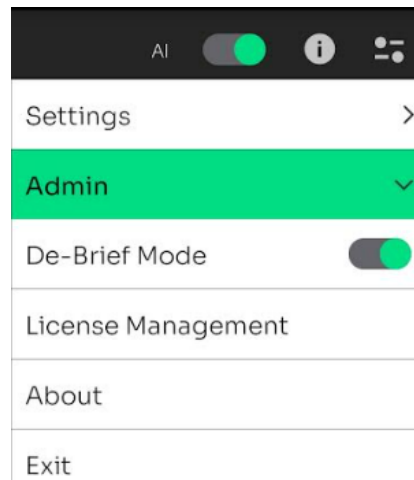 AI
Settings
Admin
De-Brief Mode
License Management
About
Exit